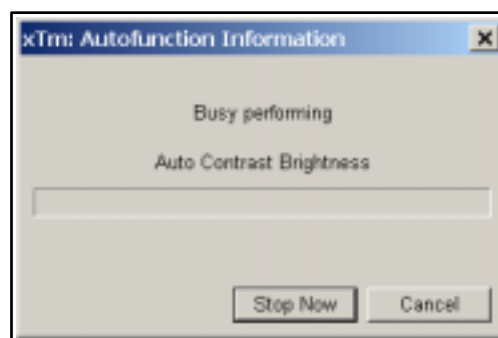 xTm: Autofunction Information
Busy performing
Auto Contrast Brightness
Stop Now Cancel